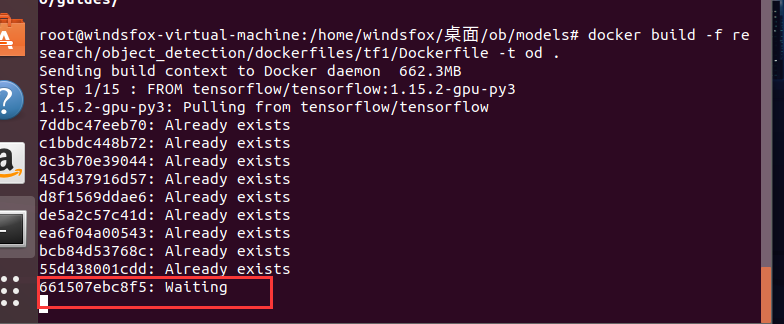 root@windsfox-virtual-machine:/home/windsfox/桌面/ob/models# docker build -f re
search/object_detection/dockerfiles/tf1/Dockerfile -t od .
Sending build context to Docker daemon  662.3MB
Step 1/15 : FROM tensorflow/tensorflow:1.15.2-gpu-py3
1.15.2-gpu-py3: Pulling from tensorflow/tensorflow
7ddbc47eeb70: Already exists
c1bbdc448b72: Already exists
8c3b70e39044: Already exists
45d437916d57: Already exists
d8f1569ddae6: Already exists
de5a2c57c41d: Already exists
ea6f04a00543: Already exists
bcb84d53768c: Already exists
55d438001cdd: Already exists
661507ebc8f5: Waiting